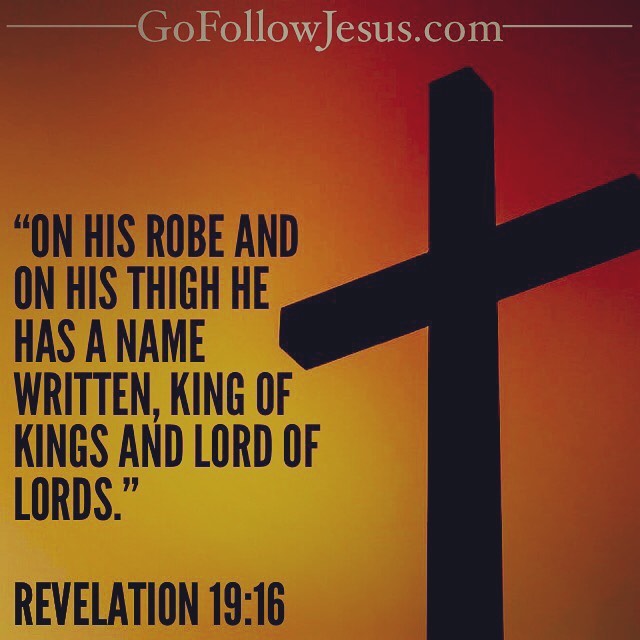 GoFollowJesus.com
“ON HIS ROBE AND
ON HIS THIGH HE
HAS A NAME
WRITTEN, KING OF
KINGS AND LORD OF
LORDS.”
REVELATION 19:16